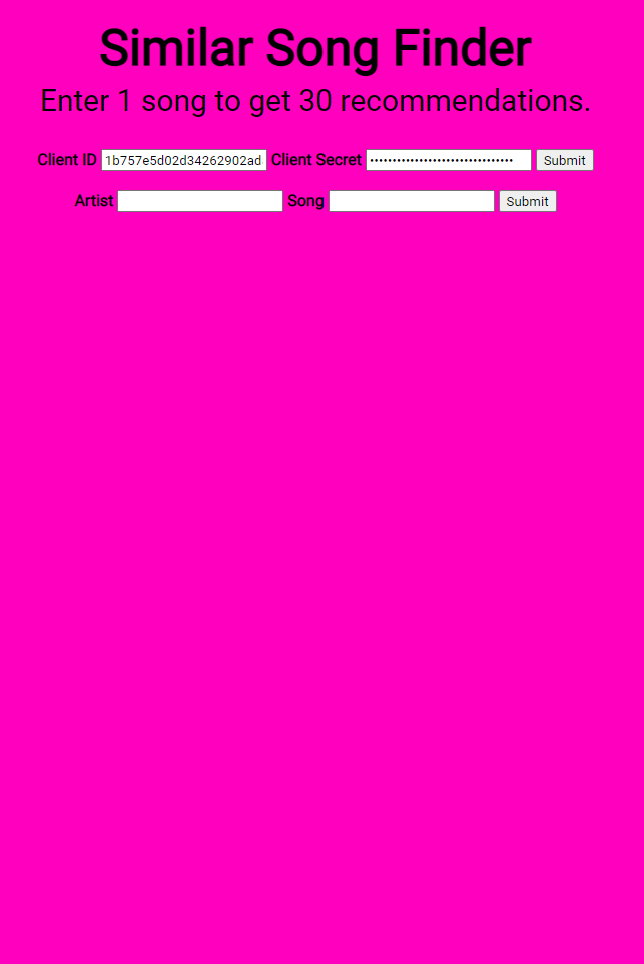 Similar Song Finder
Enter 1 song to get 30 recommendations.
Client ID 1b757e5d02d34262902ad Client Secret •••••••••••••••••••••••••••••••• Submit
Artist Song Submit